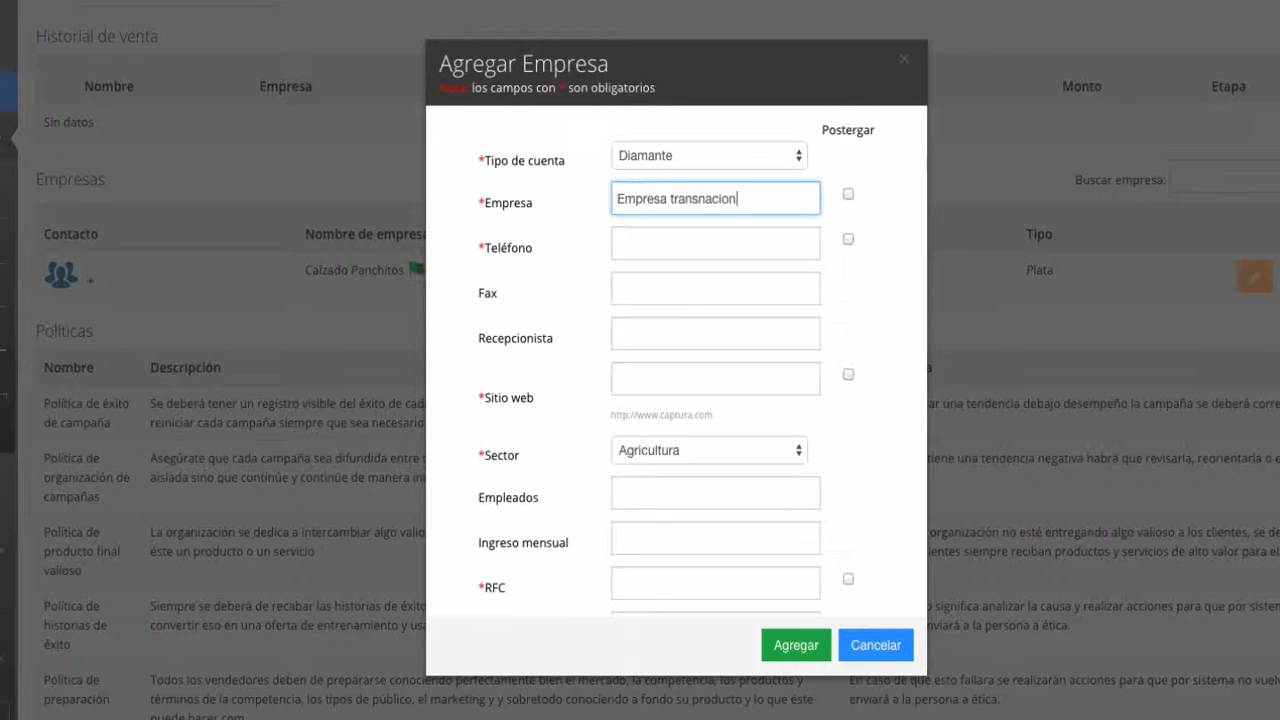 Historial de venta
Nombre Empresa Monto Etapa
Sin datos
Empresas
Buscar empresa:
Contacto Nombre de empresa Tipo
+ Calzado Panchitos Plata
Políticas
Nombre Descripción
Política de éxito
de campaña
Se deberá tener un registro visible del éxito de cada
reiniciar cada campaña siempre que sea necesario
una tendencia debajo desempeño la campaña se deberá corre
Política de
organización de
campañas
Asegúrate que cada campaña sea difundida entre
aislada sino que continúe y continúe de manera
tiene una tendencia negativa habrá que revisarla, reorientarla o
Política de
producto final
valioso
La organización se dedica a intercambiar algo
éste un producto o un servicio
organización no esté entregando algo valioso a los clientes, se
siempre reciban productos y servicios de alto valor para el
Política de
historias de
éxito
Siempre se deberá de recabar las historias de éxito
convertir eso en una oferta de entrenamiento y
significa analizar la causa y realizar acciones para que por
enviará a la persona a ética.
Política de
preparación
Todos los vendedores deben de prepararse conociendo perfectamente bien el mercado, la competencia, los productos y
términos de la competencia, los tipos de público, el marketing y y sobretodo conociendo a fondo su producto y lo que éste
puede hacer.com
En caso de que esto fallara se realizarán acciones para que por sistema no
enviará a la persona a ética.
Agregar Empresa
×
Nota: los campos con * son obligatorios
Postergar
*Tipo de cuenta Diamante
*Empresa Empresa transnacion
*Teléfono
Fax
Recepcionista
*Sitio web
http://www.captura.com
*Sector Agricultura
Empleados
Ingreso mensual
*RFC
Agregar Cancelar